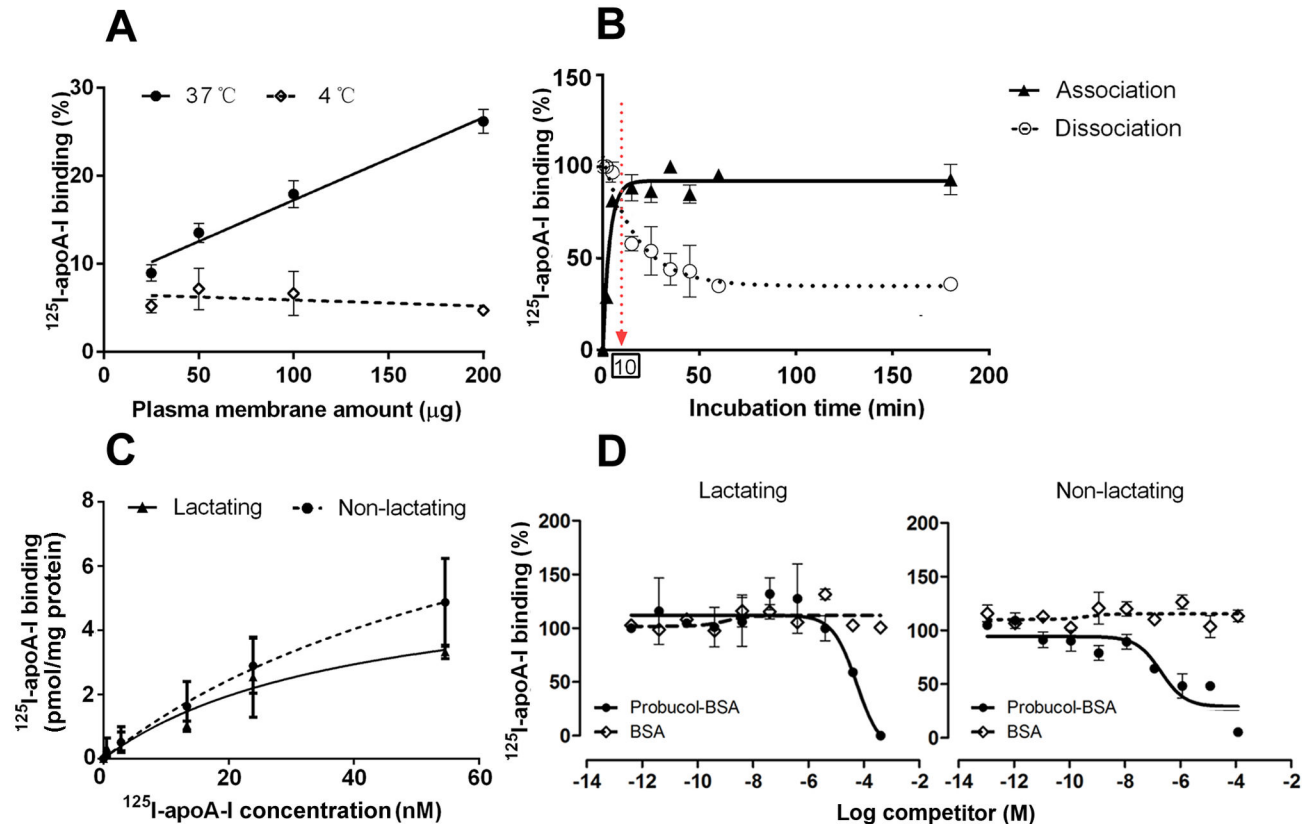 A
¹²⁵I-apoA-I binding (%)
30
20
10
0
37℃
4℃
0
50
100
150
200
Plasma membrane amount (μg)
B
¹²⁵I-apoA-I binding (%)
150
100
50
0
0
10
50
100
150
200
Incubation time (min)
Association
Dissociation
C
¹²⁵I-apoA-I binding
(pmol/mg protein)
8
6
4
2
0
Lactating
Non-lactating
0
20
40
60
¹²⁵I-apoA-I concentration (nM)
D
Lactating
¹²⁵I-apoA-I binding (%)
200
150
100
50
0
Probucol-BSA
BSA
-14
-12
-10
-8
-6
-4
-2
Non-lactating
200
150
100
50
0
Probucol-BSA
BSA
-14
-12
-10
-8
-6
-4
-2
Log competitor (M)